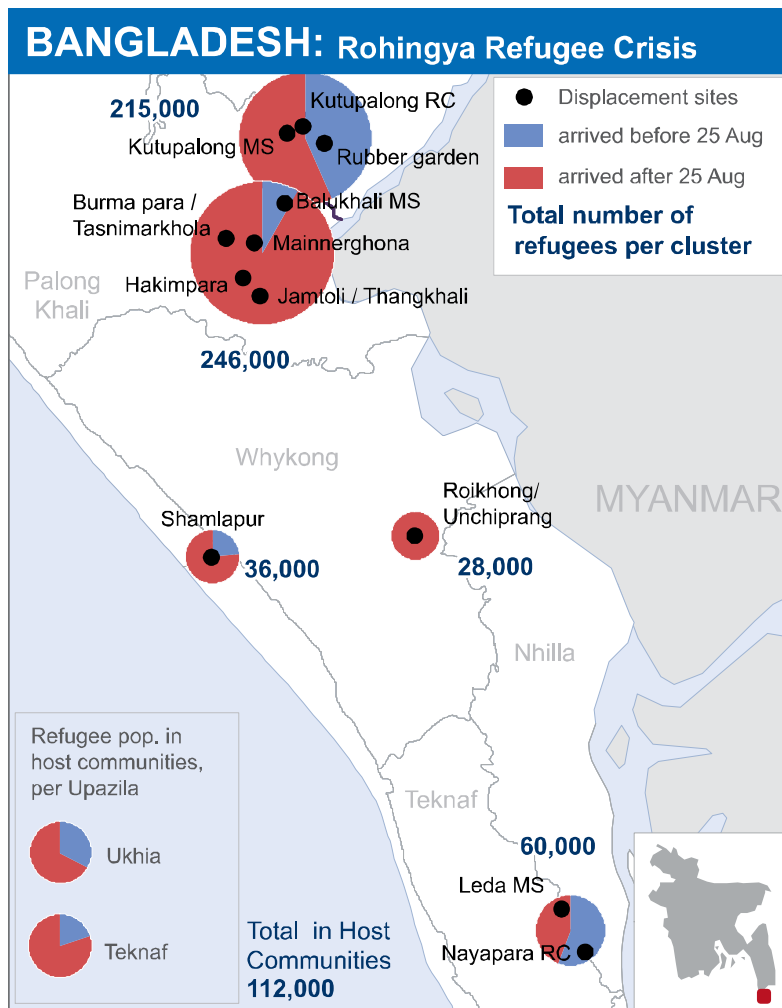 BANGLADESH: Rohingya Refugee Crisis
215,000
Kutupalong RC
Kutupalong MS
Rubber garden
Displacement sites
arrived before 25 Aug
arrived after 25 Aug
Total number of
refugees per cluster
Burma para /
Tasnimarkhola
Balukhali MS
Mainnerghona
Hakimpara
Jamtoli / Thangkhali
Palong
Khali
246,000
Whykong
MYANMAR
Roikhong/
Unchiprang
28,000
Shamlapur
36,000
Nhilla
Refugee pop. in
host communities,
per Upazila
Ukhia
Teknaf
Total in Host
Communities
112,000
Teknaf
60,000
Leda MS
Nayapara RC